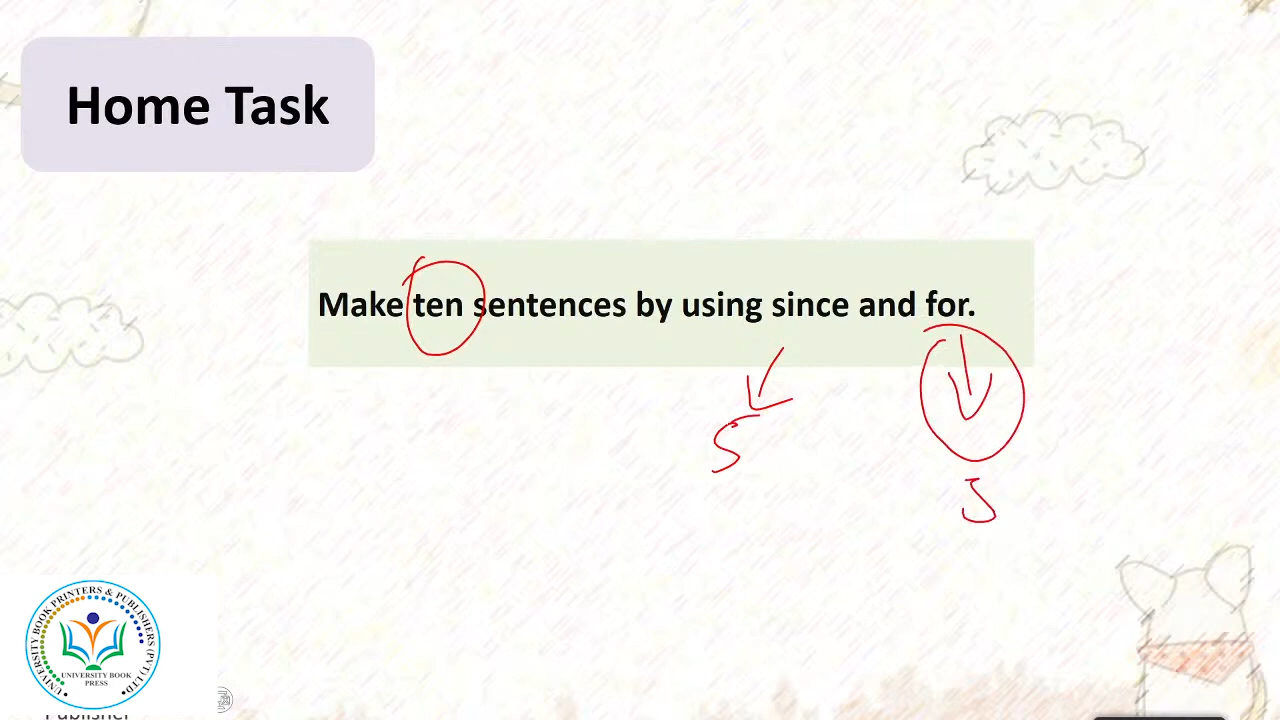 Home Task
Make ten sentences by using since and for.
5
5
UNIVERSITY BOOK PRINTERS & PUBLISHERS (PVT) LTD.
UNIVERSITY BOOK
PRESS
Publisher